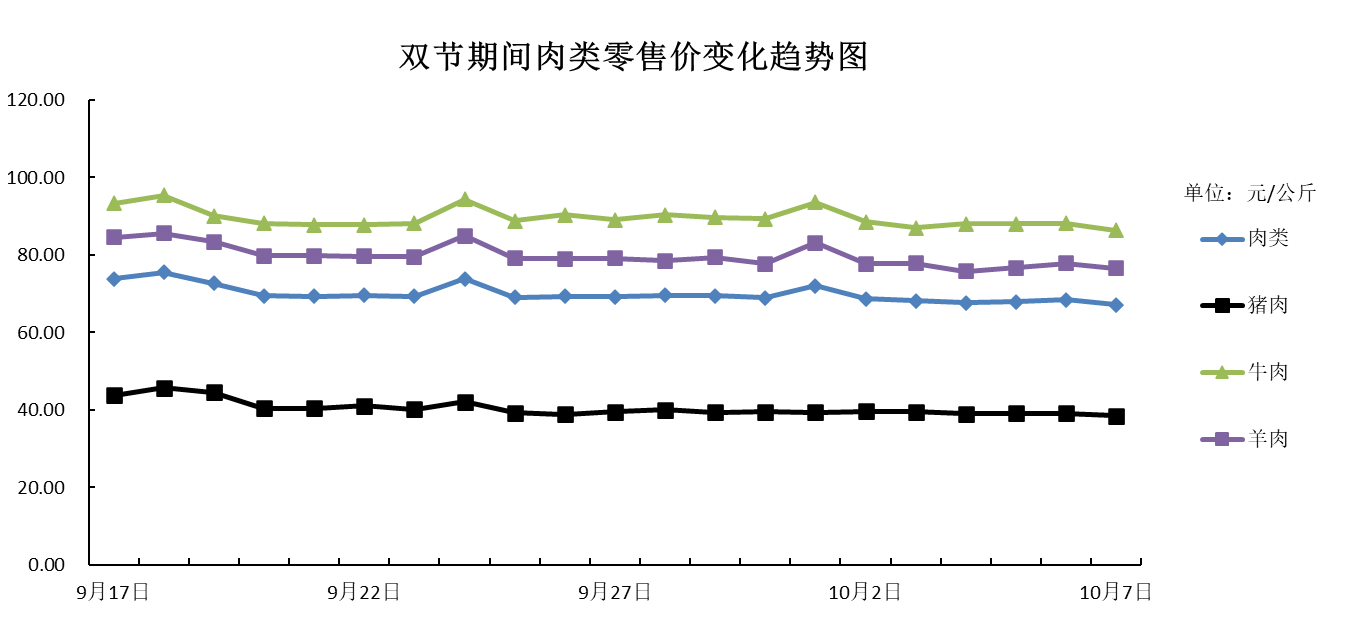 双节期间肉类零售价变化趋势图
120.00
100.00
80.00
60.00
40.00
20.00
0.00
9月17日 9月22日 9月27日 10月2日 10月7日
单位：元/公斤
肉类
猪肉
牛肉
羊肉